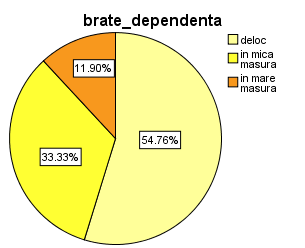 brate_dependenta
deloc
in mica
masura
in mare
masura
11.90%
54.76%
33.33%